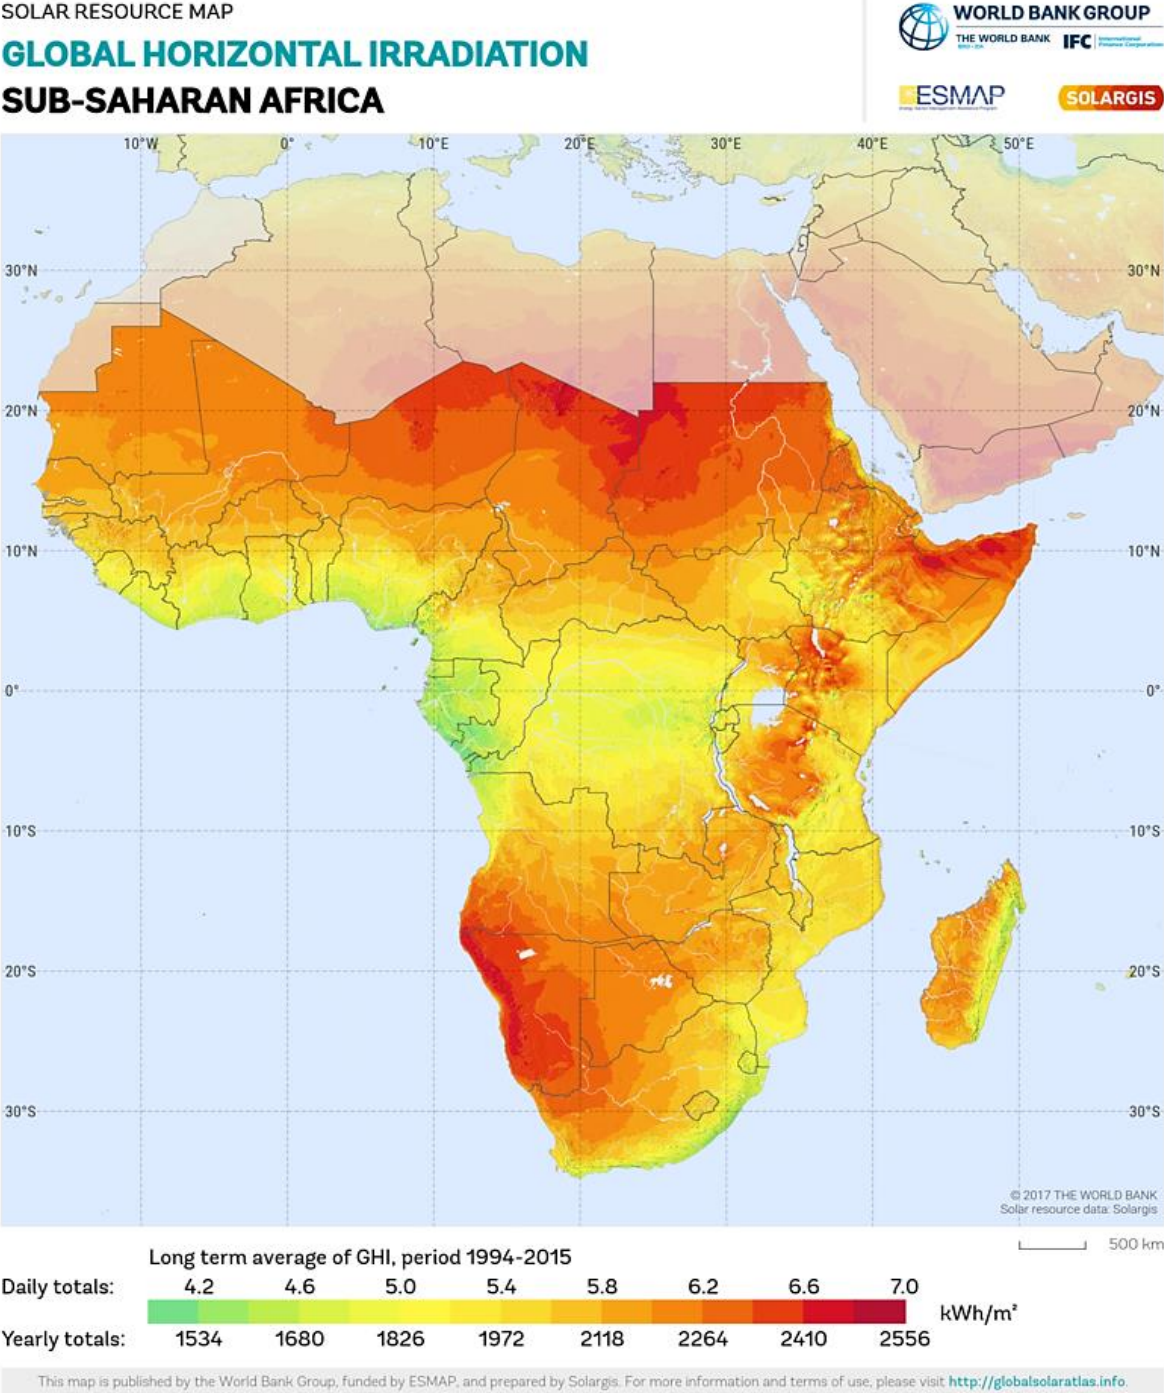 SOLAR RESOURCE MAP
GLOBAL HORIZONTAL IRRADIATION
SUB-SAHARAN AFRICA
WORLD BANK GROUP
THE WORLD BANK
IFC International Finance Corporation
ESMAP
SOLARGIS
10°W 0° 10°E 20°E 30°E 40°E 50°E
30°N 30°N
20°N 20°N
10°N 10°N
0° 0°
10°S 10°S
20°S 20°S
30°S 30°S
© 2017 THE WORLD BANK
Solar resource data: Solargis
500 km
Long term average of GHI, period 1994-2015
Daily totals: 4.2 4.6 5.0 5.4 5.8 6.2 6.6 7.0
kWh/m²
Yearly totals: 1534 1680 1826 1972 2118 2264 2410 2556
This map is published by the World Bank Group, funded by ESMAP, and prepared by Solargis. For more information and terms of use, please visit http://globalsolaratlas.info.